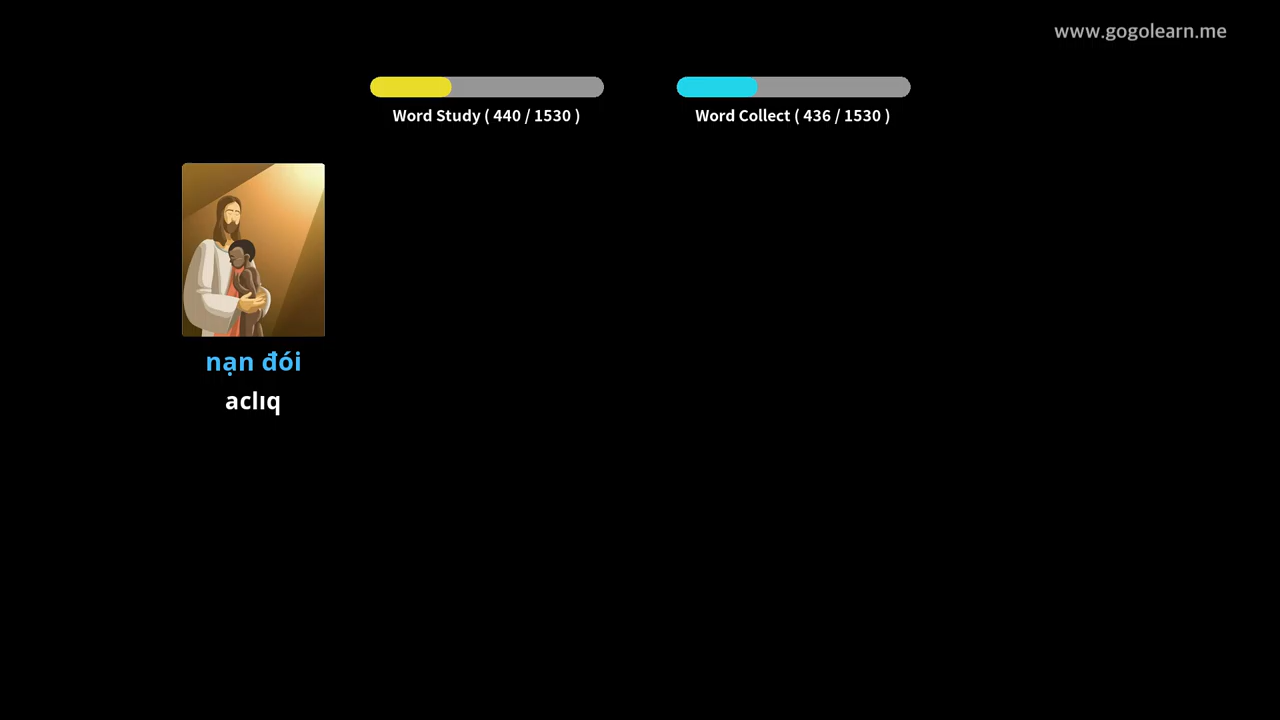 www.gogolearn.me
Word Study ( 440 / 1530 )
Word Collect ( 436 / 1530 )
nạn đói
aclıq